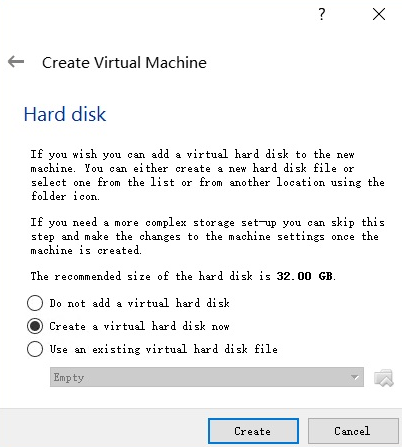 ?
Create Virtual Machine
Hard disk
If you wish you can add a virtual hard disk to the new
machine. You can either create a new hard disk file or
select one from the list or from another location using the
folder icon.
If you need a more complex storage set-up you can skip this
step and make the changes to the machine settings once the
machine is created.
The recommended size of the hard disk is 32.00 GB.
Do not add a virtual hard disk
Create a virtual hard disk now
Use an existing virtual hard disk file
Empty
Create Cancel